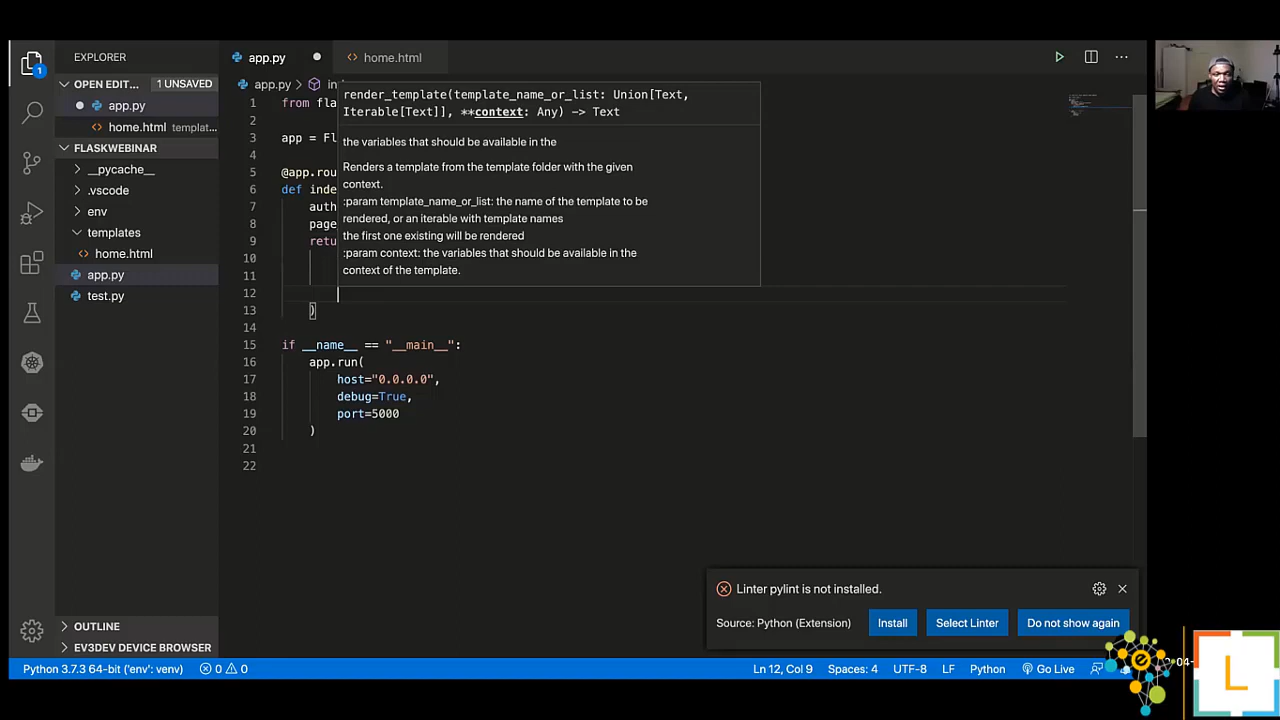 EXPLORER
app.py
home.html
OPEN EDIT... 1 UNSAVED
app.py
home.html templat...
FLASKWEBINAR
__pycache__
.vscode
env
templates
home.html
app.py
test.py
OUTLINE
EV3DEV DEVICE BROWSER
1
app.py >
render_template(template_name_or_list: Union[Text,
Iterable[Text]], **context: Any) -> Text
the variables that should be available in the
Renders a template from the template folder with the given
context.
:param template_name_or_list: the name of the template to be
rendered, or an iterable with template names
the first one existing will be rendered
:param context: the variables that should be available in the
context of the template.
1 from fla
2
3 app = Fl
4
5 @app.rou
6 def inde
7 auth
8 page
9 retu
10
11
12
13 )
14
15 if __name__ == "__main__":
16 app.run(
17 host="0.0.0.0",
18 debug=True,
19 port=5000
20 )
21
22
Linter pylint is not installed.
Source: Python (Extension) Install Select Linter Do not show again
Python 3.7.3 64-bit ('env': venv) 0 0 Ln 12, Col 9 Spaces: 4 UTF-8 LF Python Go Live
L